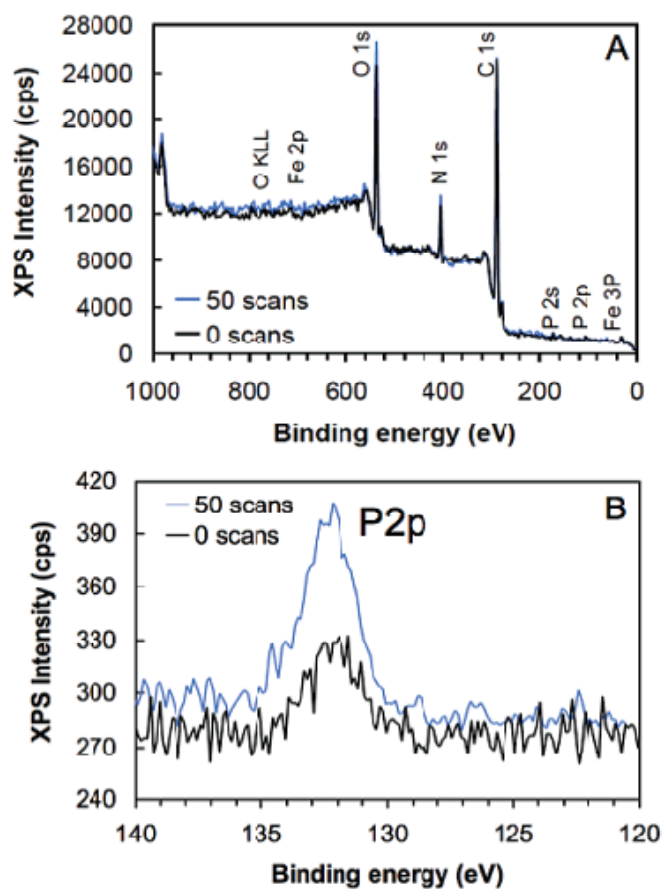 28000
24000
20000
16000
12000
8000
4000
0
XPS Intensity (cps)
A
O 1s
C 1s
O KLL
Fe 2p
N 1s
P 2s
P 2p
Fe 3P
50 scans
0 scans
1000 800 600 400 200 0
Binding energy (eV)
420
390
360
330
300
270
240
XPS Intensity (cps)
B
50 scans
0 scans
P2p
140 135 130 125 120
Binding energy (eV)